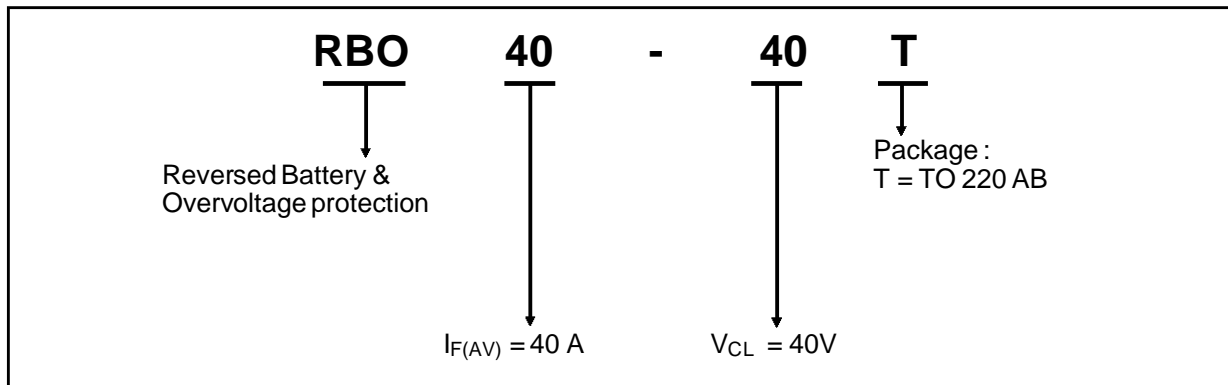 RBO 40 - 40 T
Package :
T = TO 220 AB
Reversed Battery &
Overvoltage protection
IF(AV) = 40 A
VCL = 40V